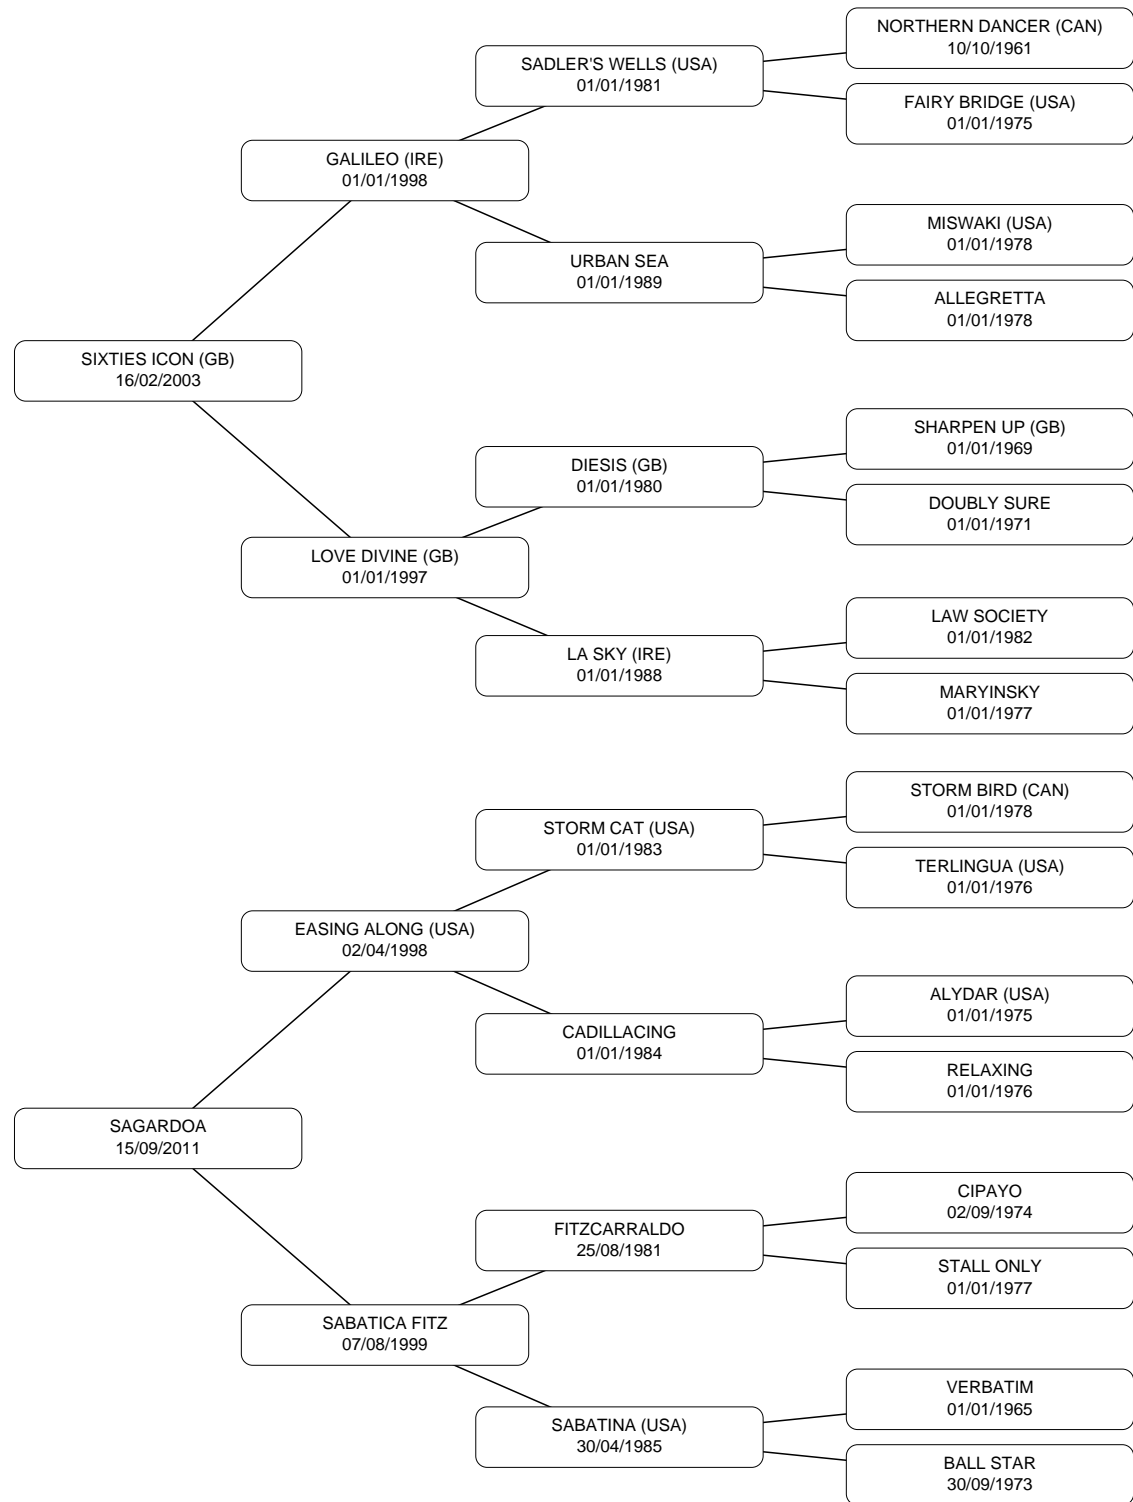 NORTHERN DANCER (CAN)
10/10/1961
SADLER'S WELLS (USA)
01/01/1981
FAIRY BRIDGE (USA)
01/01/1975
GALILEO (IRE)
01/01/1998
MISWAKI (USA)
01/01/1978
URBAN SEA
01/01/1989
ALLEGRETTA
01/01/1978
SIXTIES ICON (GB)
16/02/2003
SHARPEN UP (GB)
01/01/1969
DIESIS (GB)
01/01/1980
DOUBLY SURE
01/01/1971
LOVE DIVINE (GB)
01/01/1997
LAW SOCIETY
01/01/1982
LA SKY (IRE)
01/01/1988
MARYINSKY
01/01/1977
STORM BIRD (CAN)
01/01/1978
STORM CAT (USA)
01/01/1983
TERLINGUA (USA)
01/01/1976
EASING ALONG (USA)
02/04/1998
ALYDAR (USA)
01/01/1975
CADILLACING
01/01/1984
RELAXING
01/01/1976
SAGARDOA
15/09/2011
CIPAYO
02/09/1974
FITZCARRALDO
25/08/1981
STALL ONLY
01/01/1977
SABATICA FITZ
07/08/1999
VERBATIM
01/01/1965
SABATINA (USA)
30/04/1985
BALL STAR
30/09/1973